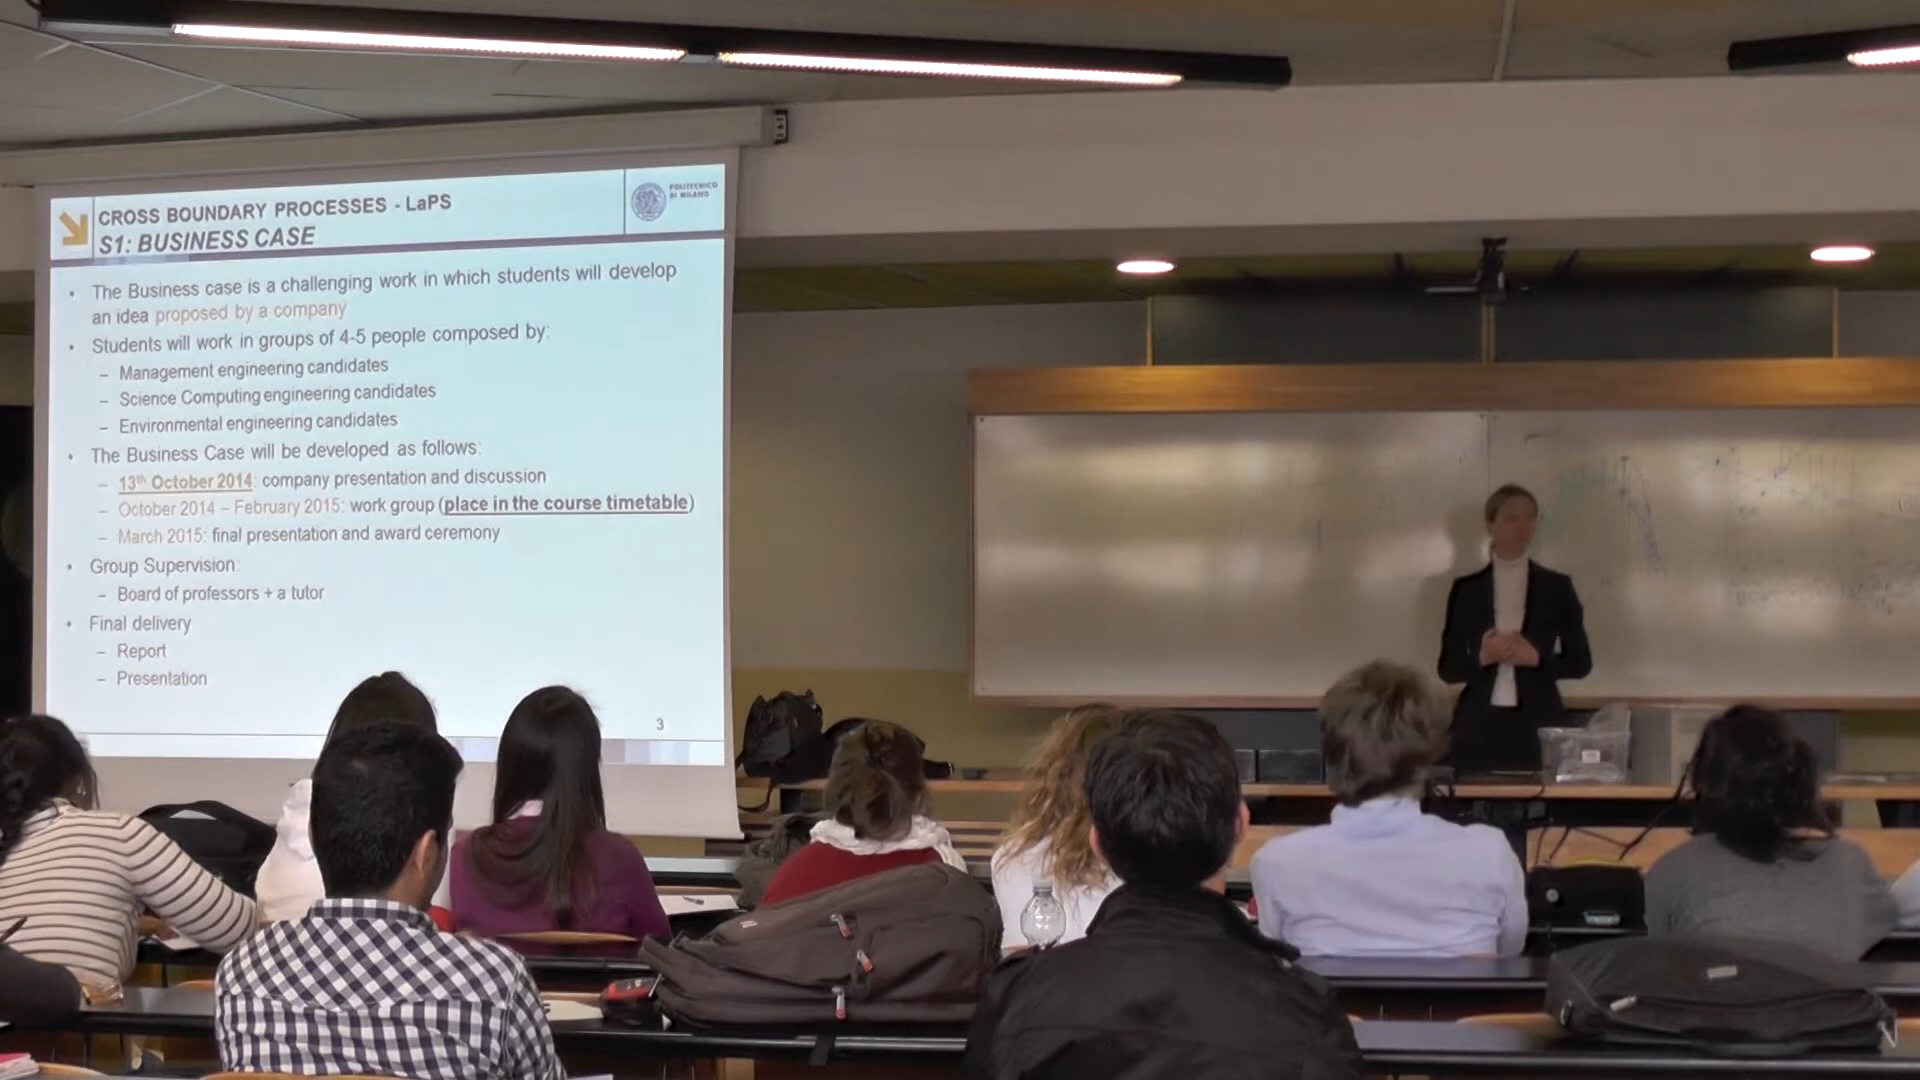 CROSS BOUNDARY PROCESSES - LaPS
S1: BUSINESS CASE
POLITECNICO
DI MILANO
• The Business case is a challenging work in which students will develop
an idea proposed by a company
• Students will work in groups of 4-5 people composed by:
– Management engineering candidates
– Science Computing engineering candidates
– Environmental engineering candidates
• The Business Case will be developed as follows:
– 13th October 2014: company presentation and discussion
– October 2014 – February 2015: work group (place in the course timetable)
– March 2015: final presentation and award ceremony
• Group Supervision:
– Board of professors + a tutor
• Final delivery
– Report
– Presentation
3